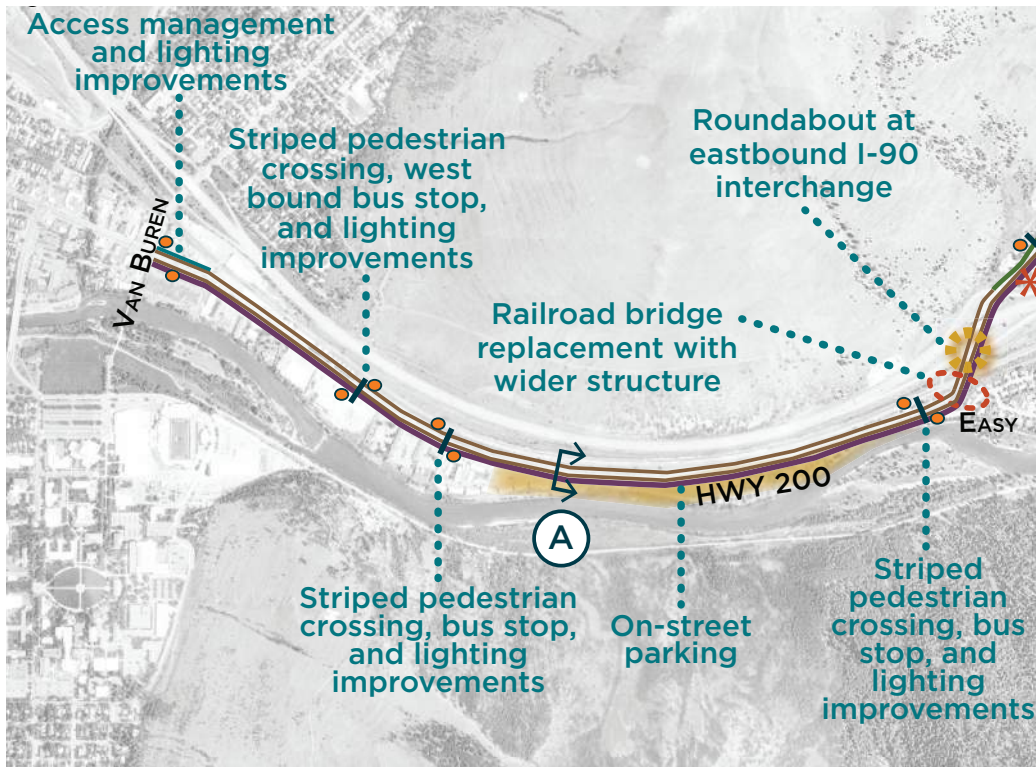 Access management
and lighting
improvements
Striped pedestrian
crossing, west
bound bus stop,
and lighting
improvements
Roundabout at
eastbound I-90
interchange
VAN BUREN
Railroad bridge
replacement with
wider structure
EASY
HWY 200
A
Striped pedestrian
crossing, bus stop,
and lighting
improvements
On-street
parking
Striped
pedestrian
crossing, bus
stop, and
lighting
improvements